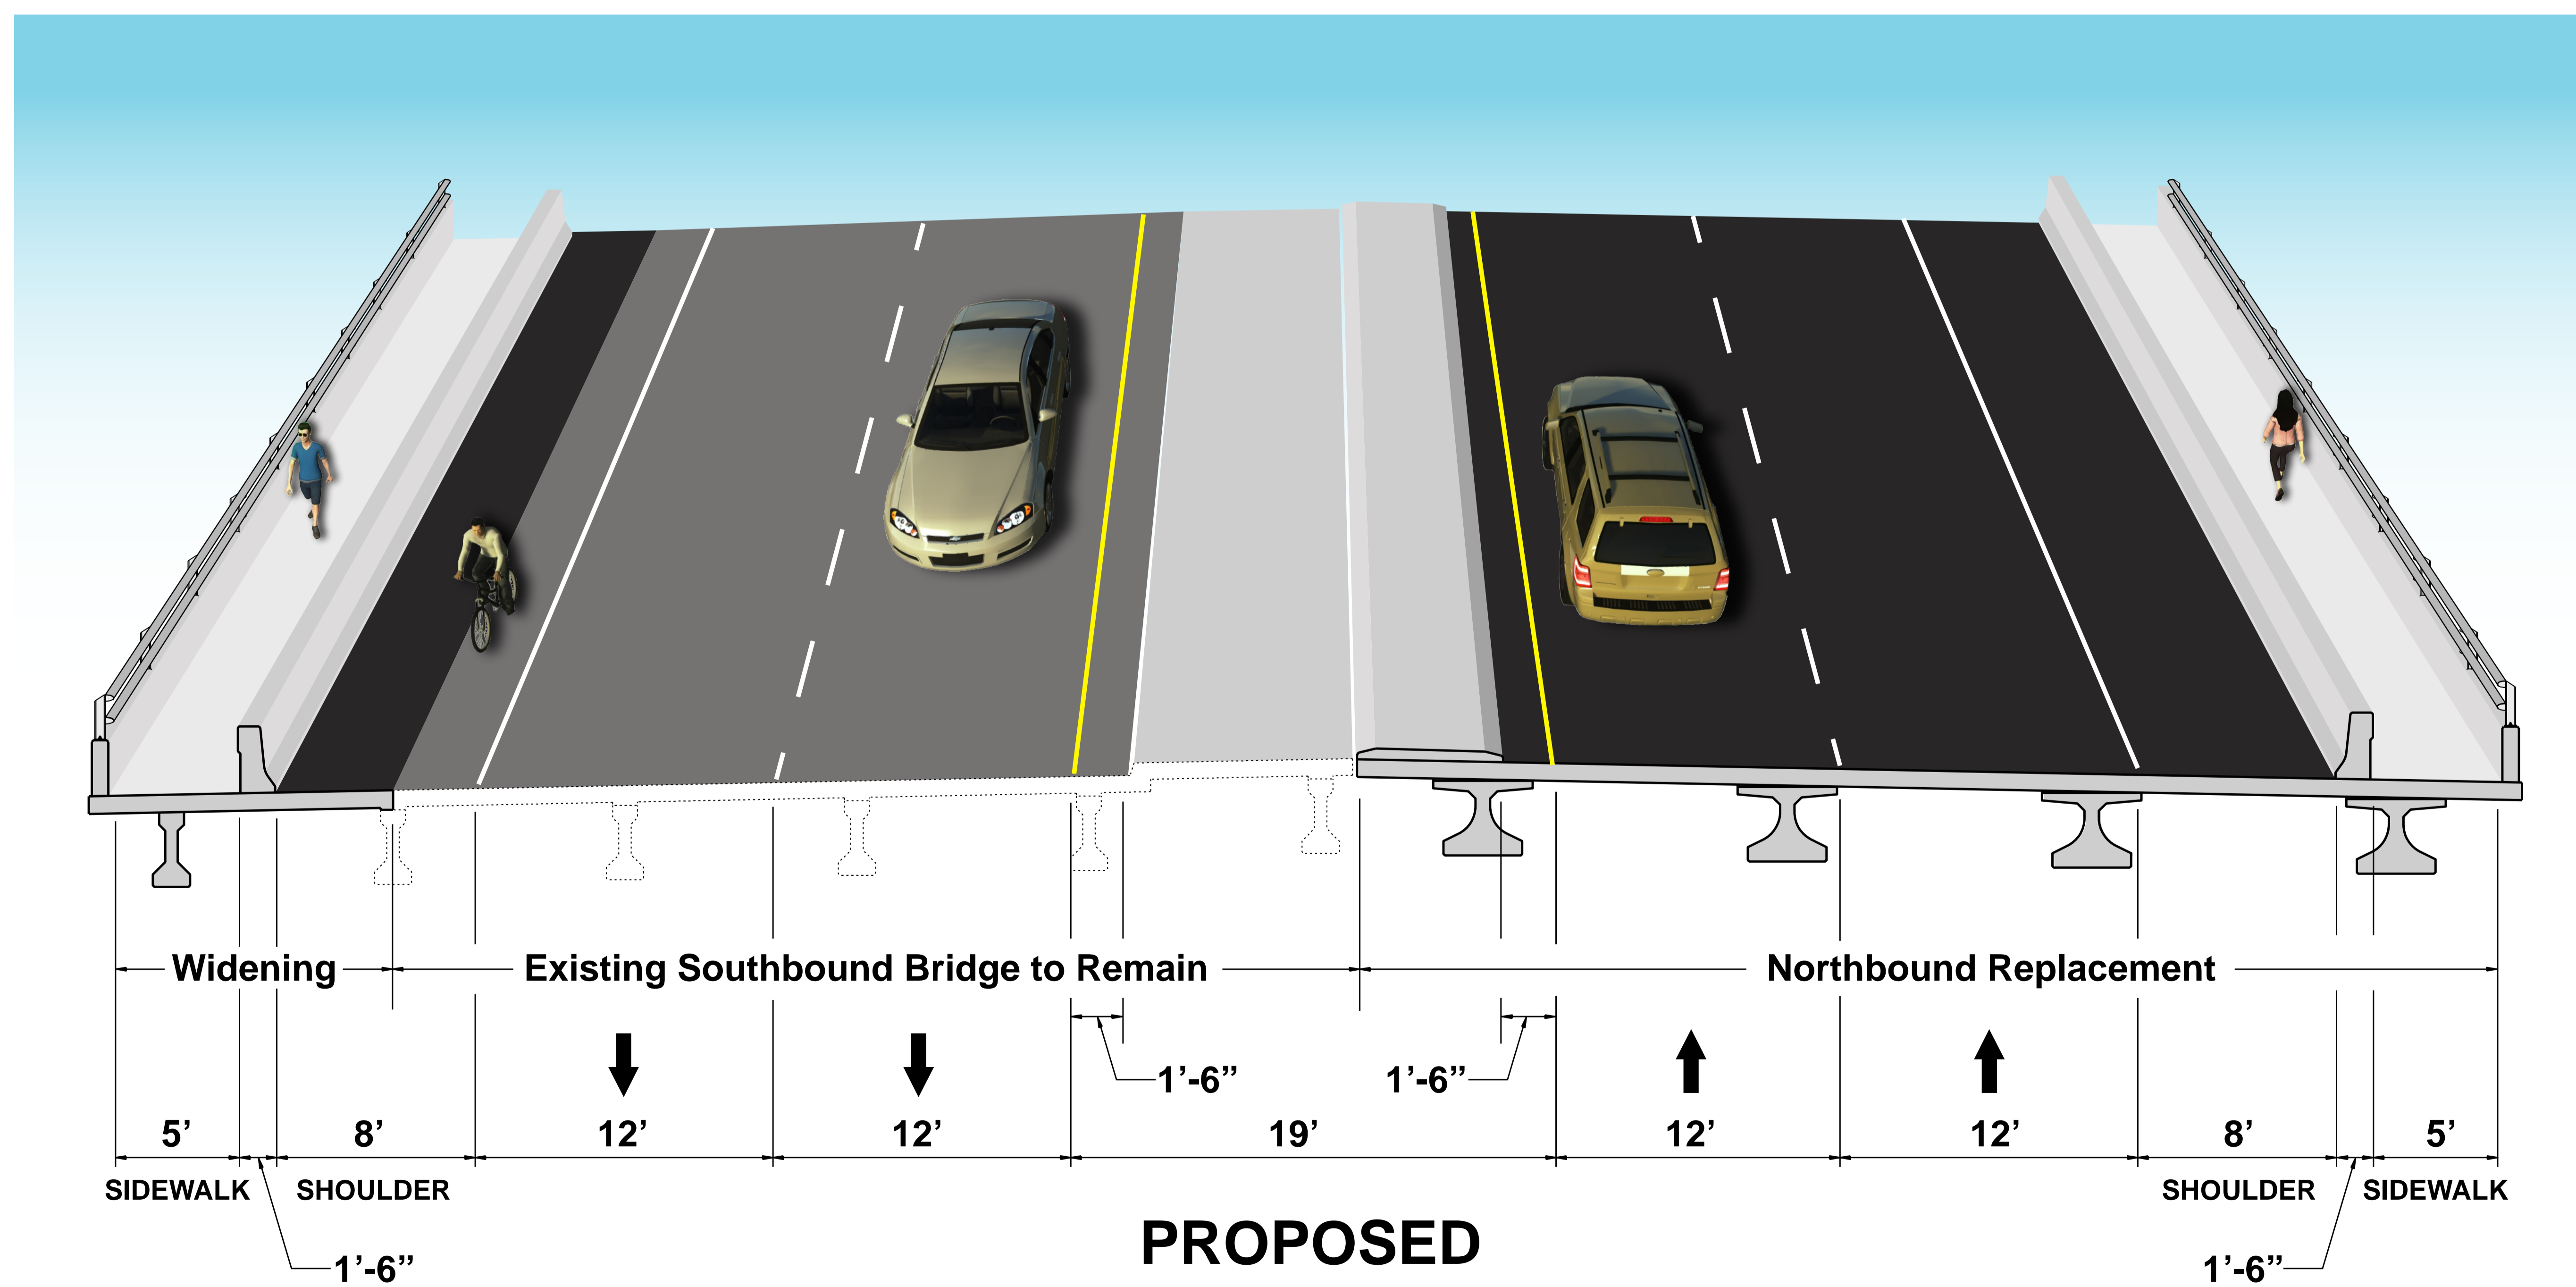 Widening Existing Southbound Bridge to Remain Northbound Replacement
1’-6” 1’-6”
5’ 8’ 12’ 12’ 19’ 12’ 12’ 8’ 5’
SIDEWALK SHOULDER SHOULDER SIDEWALK
PROPOSED
1’-6” 1’-6”